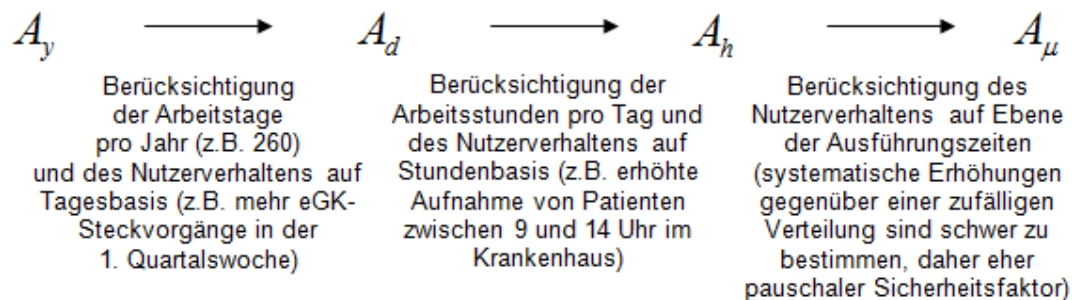 A_y → A_d → A_h → A_μ
Berücksichtigung
der Arbeitstage
pro Jahr (z.B. 260)
und des Nutzerverhaltens auf
Tagesbasis (z.B. mehr eGK-
Steckvorgänge in der
1. Quartalswoche)
Berücksichtigung der
Arbeitsstunden pro Tag und
des Nutzerverhaltens auf
Stundenbasis (z.B. erhöhte
Aufnahme von Patienten
zwischen 9 und 14 Uhr im
Krankenhaus)
Berücksichtigung des
Nutzerverhaltens auf Ebene
der Ausführungszeiten
(systematische Erhöhungen
gegenüber einer zufälligen
Verteilung sind schwer zu
bestimmen, daher eher
pauschaler Sicherheitsfaktor)